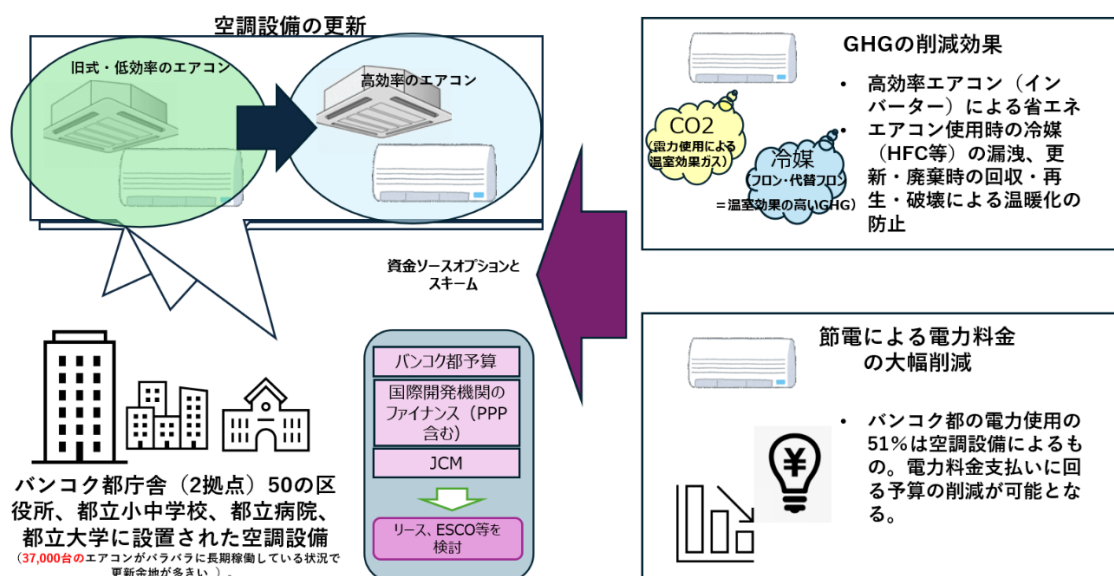 空調設備の更新
旧式・低効率のエアコン
高効率のエアコン
資金ソースオプションと
スキーム
バンコク都予算
国際開発機関の
ファイナンス（PPP
含む）
JCM
リース、ESCO等を
検討
バンコク都庁舎（2拠点）50の区
役所、都立小中学校、都立病院、
都立大学に設置された空調設備
（37,000台のエアコンがバラバラに長期稼働している状況で
更新金地が多きい　）。
GHGの削減効果
• 高効率エアコン（イン
バーター）による省エネ
• エアコン使用時の冷媒
（HFC等）の漏洩、更
新・廃棄時の回収・再
生・破壊による温暖化の
防止
CO2
（電力使用による
温室効果ガス）
冷媒
フロン・代替フロン
＝温室効果の高いGHG）
節電による電力料金
の大幅削減
• バンコク都の電力使用の
51％は空調設備によるも
の。電力料金支払いに回
る予算の削減が可能とな
る。
¥